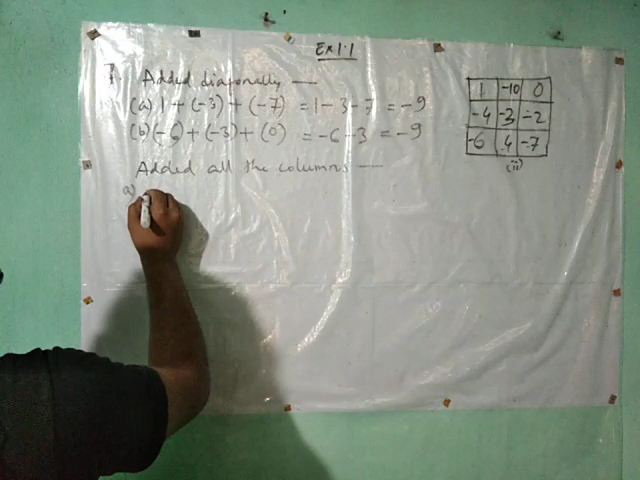 Ex 1.1
7. Added diagonally —
(a) 1 + (-3) + (-7) = 1 - 3 - 7 = -9
(b) (-6) + (-3) + (0) = -6 - 3 = -9
Added all the columns —
a)
1 -10 0
-4 -3 -2
-6 4 -7
(ii)